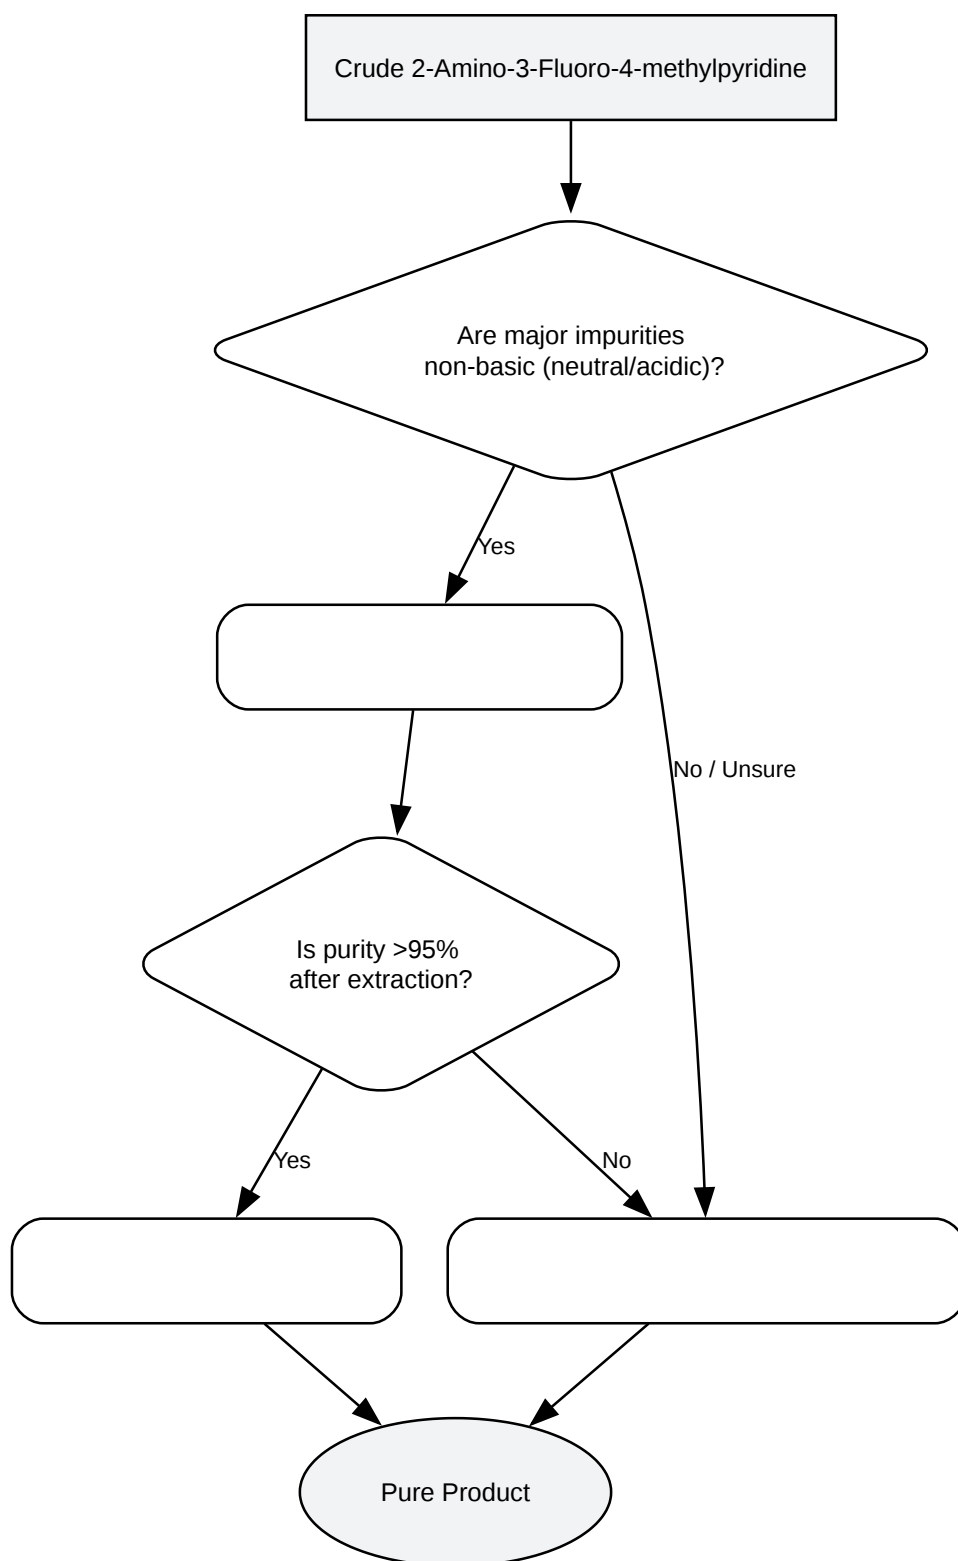 Crude 2-Amino-3-Fluoro-4-methylpyridine
Are major impurities
non-basic (neutral/acidic)?
Yes
No / Unsure
Is purity >95%
after extraction?
Yes
No
Pure Product